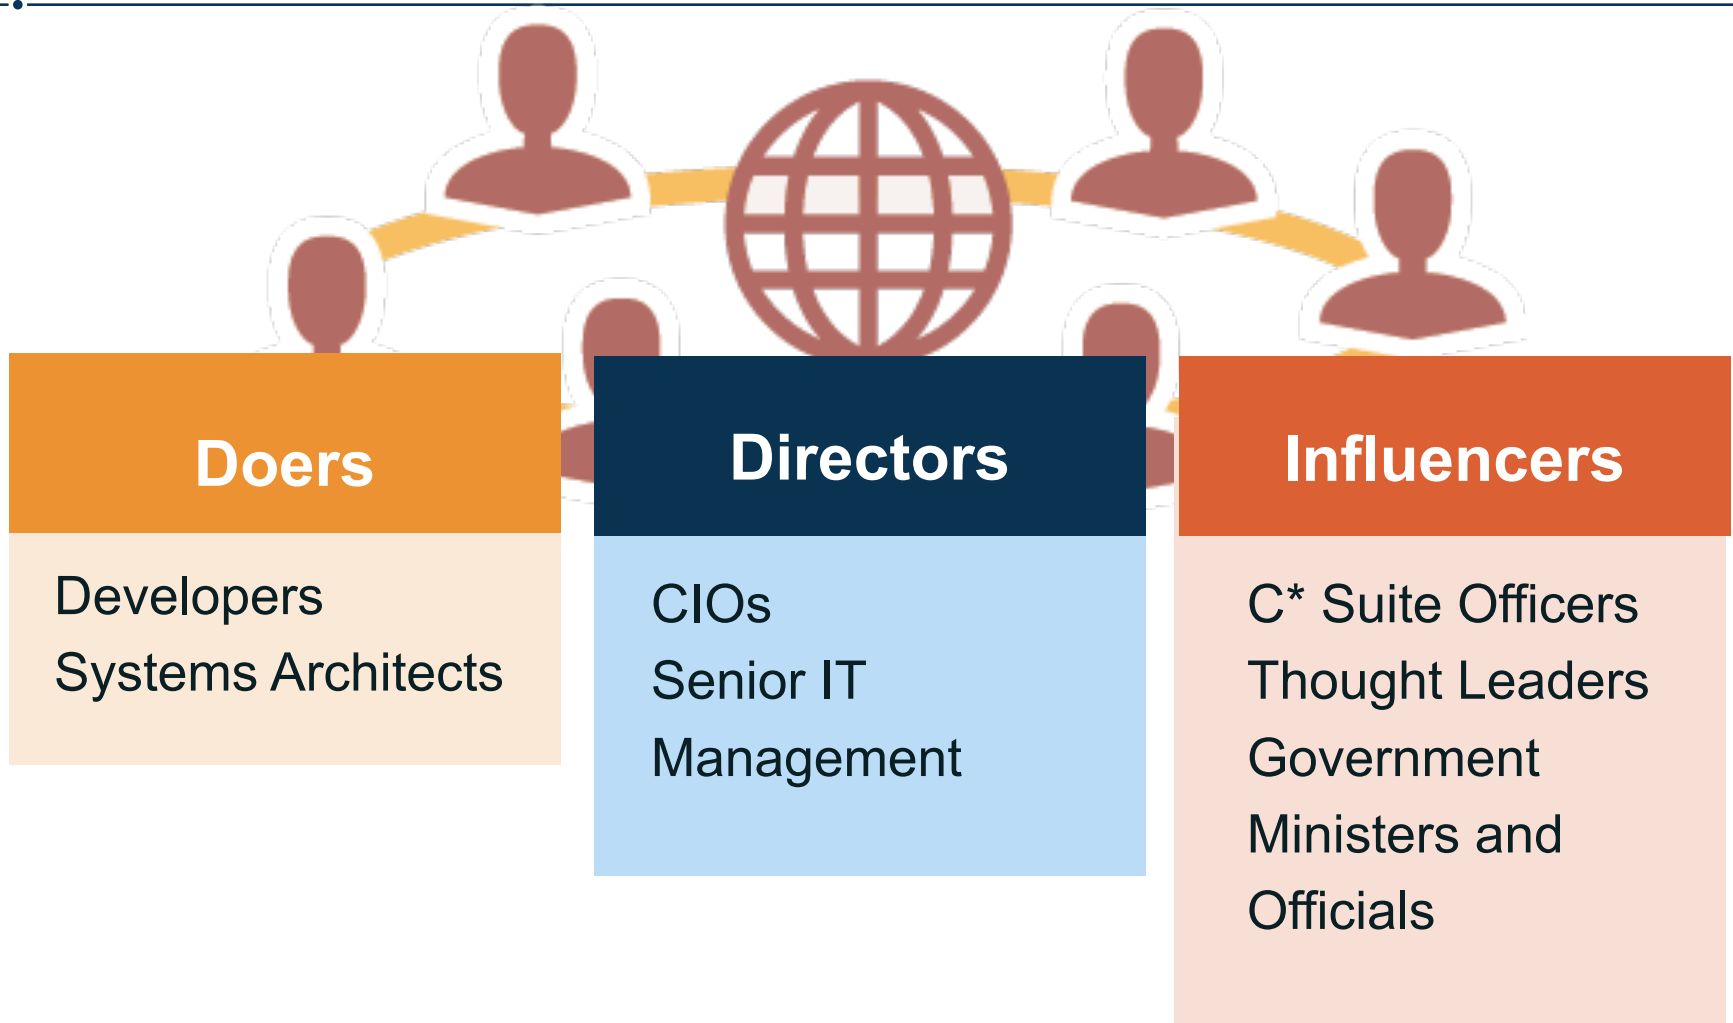 Doers
Developers
Systems Architects
Directors
CIOs
Senior IT
Management
Influencers
C* Suite Officers
Thought Leaders
Government
Ministers and
Officials